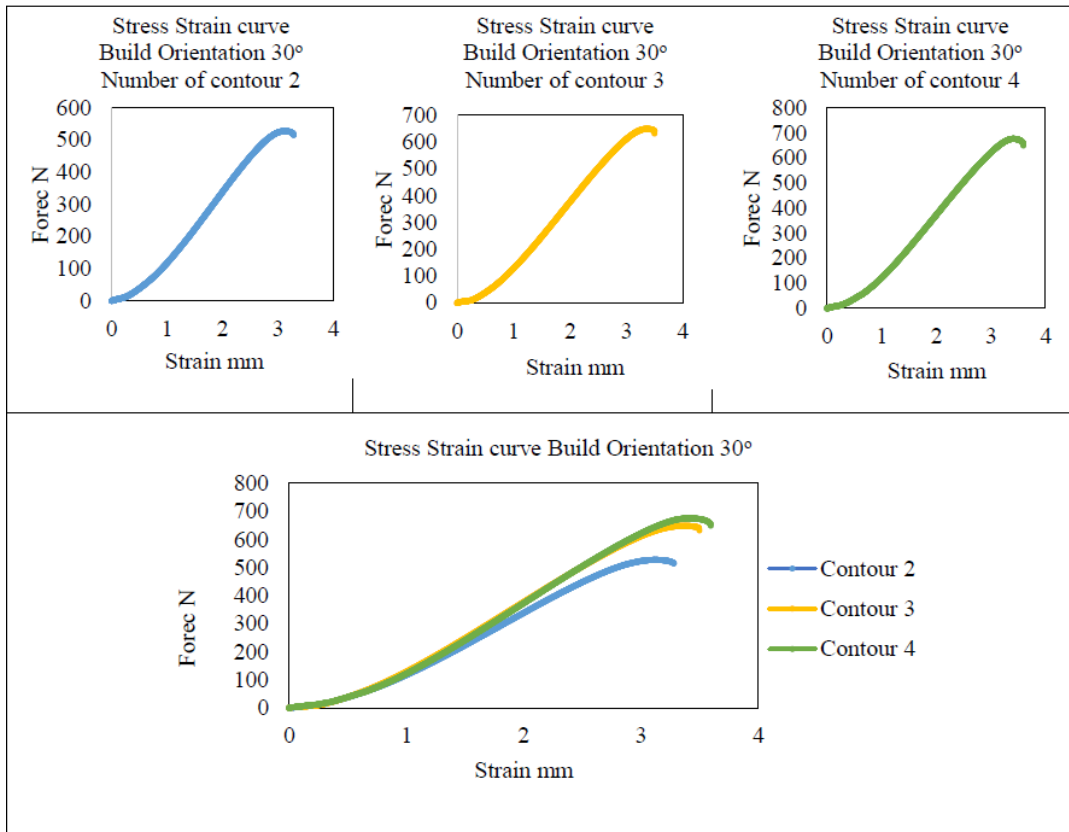 Stress Strain curve
Build Orientation 30°
Number of contour 2
600
500
400
300
200
100
0
Forec N
0 1 2 3 4
Strain mm
Stress Strain curve
Build Orientation 30°
Number of contour 3
700
600
500
400
300
200
100
0
Forec N
0 1 2 3 4
Strain mm
Stress Strain curve
Build Orientation 30°
Number of contour 4
800
700
600
500
400
300
200
100
0
Forec N
0 1 2 3 4
Strain mm
Stress Strain curve Build Orientation 30°
800
700
600
500
400
300
200
100
0
Forec N
0 1 2 3 4
Strain mm
Contour 2
Contour 3
Contour 4